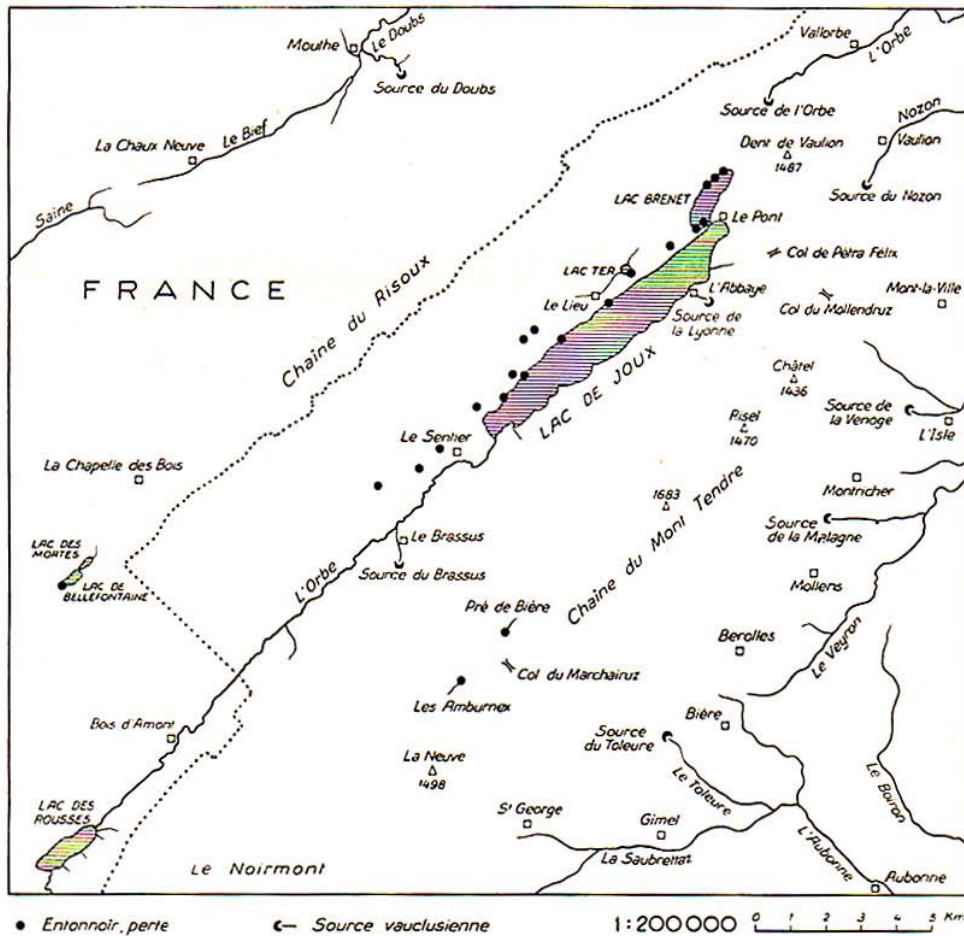 Mouthe
Le Doubs
Source du Doubs
Vallorbe
L'Orbe
Source de l'Orbe
Nozon
Vaulion
Dent de Vaulion
1487
Source du Nozon
La Chaux Neuve
Le Bief
Saine
FRANCE
Chaîne du Risoux
LAC BRENET
Le Pont
Col de Pétra Félix
LAC TER
Le Lieu
L'Abbaye
Source de
la Lyonne
Col du Mollendruz
Mont-la-Ville
LAC DE JOUX
Châtel
1436
Risel
1470
Source de
la Venoge
L'Isle
Le Sentier
La Chapelle des Bois
1683
Montricher
Source
de la Malagne
Chaîne du Mont Tendre
LAC DES
MORTES
LAC DE
BELLEFONTAINE
Le Brassus
Source du Brassus
L'Orbe
Mollens
Pré de Bière
Berolles
Le Veyron
Col du Marchairuz
Les Amburnex
Bois d'Amont
Source
du Toleure
Bière
La Neuve
1498
Le Toleure
Le Boiron
LAC DES
ROUSSES
St George
Gimel
La Saubrettaz
L'Aubonne
Le Noirmont
Aubonne
Entonnoir, perte
Source vauclusienne
1:200000
0 1 2 3 4 5 Km